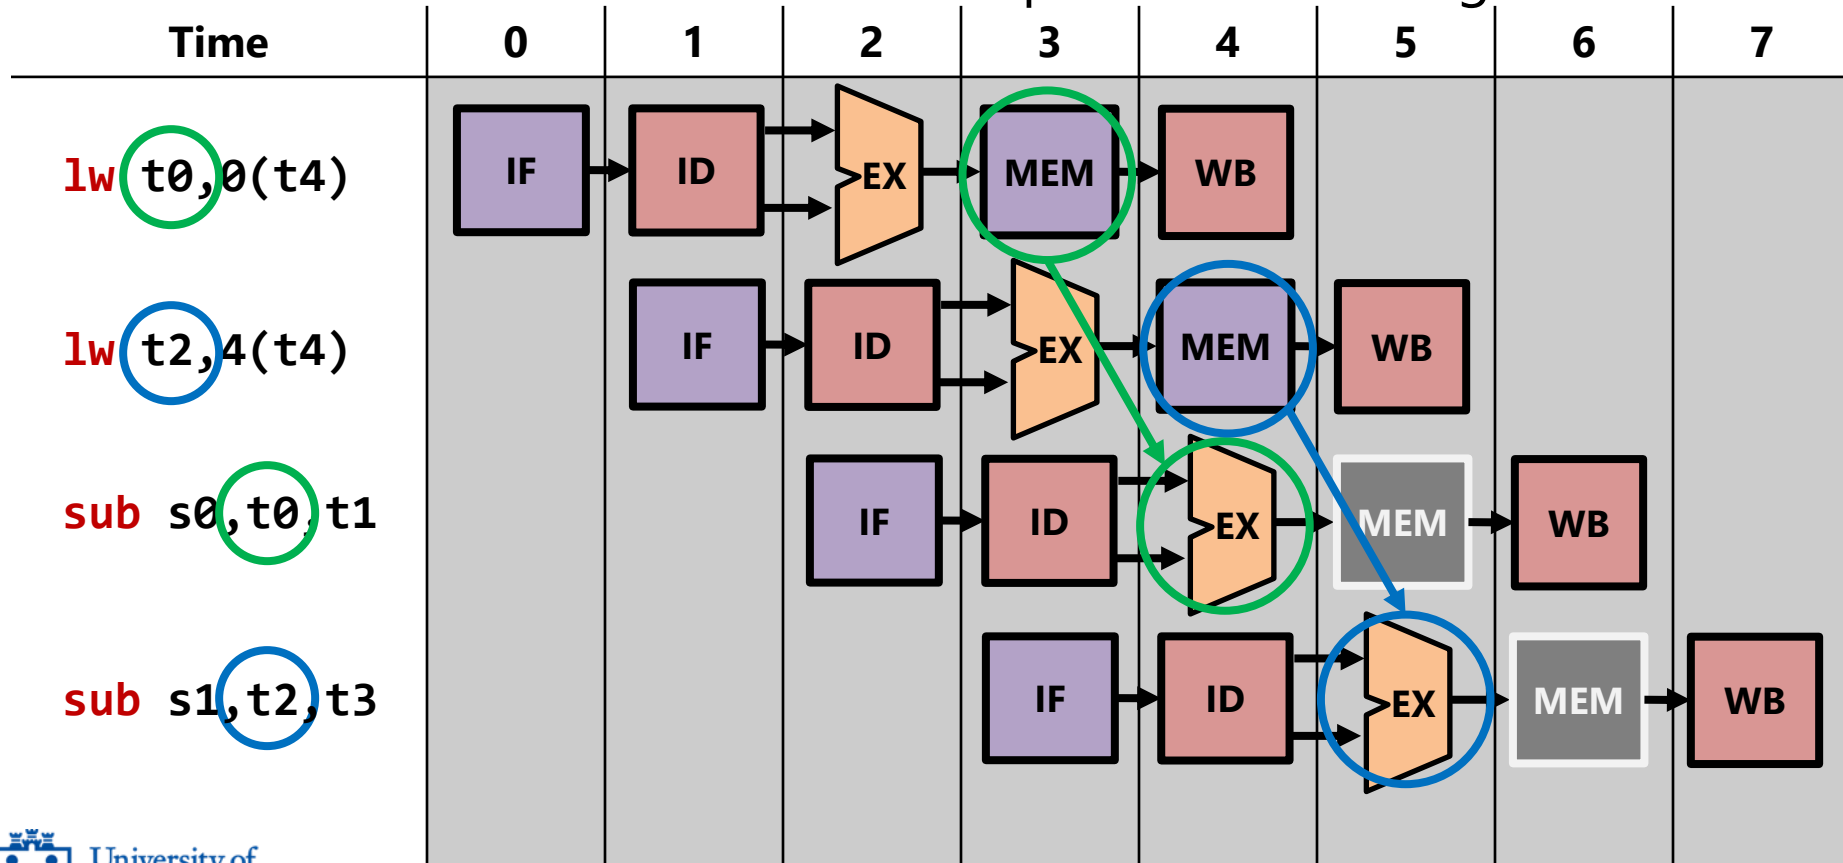 Time 0 1 2 3 4 5 6 7
lw t0,0(t4) IF ID EX MEM WB
lw t2,4(t4) IF ID EX MEM WB
sub s0,t0,t1 IF ID EX MEM WB
sub s1,t2,t3 IF ID EX MEM WB
University of